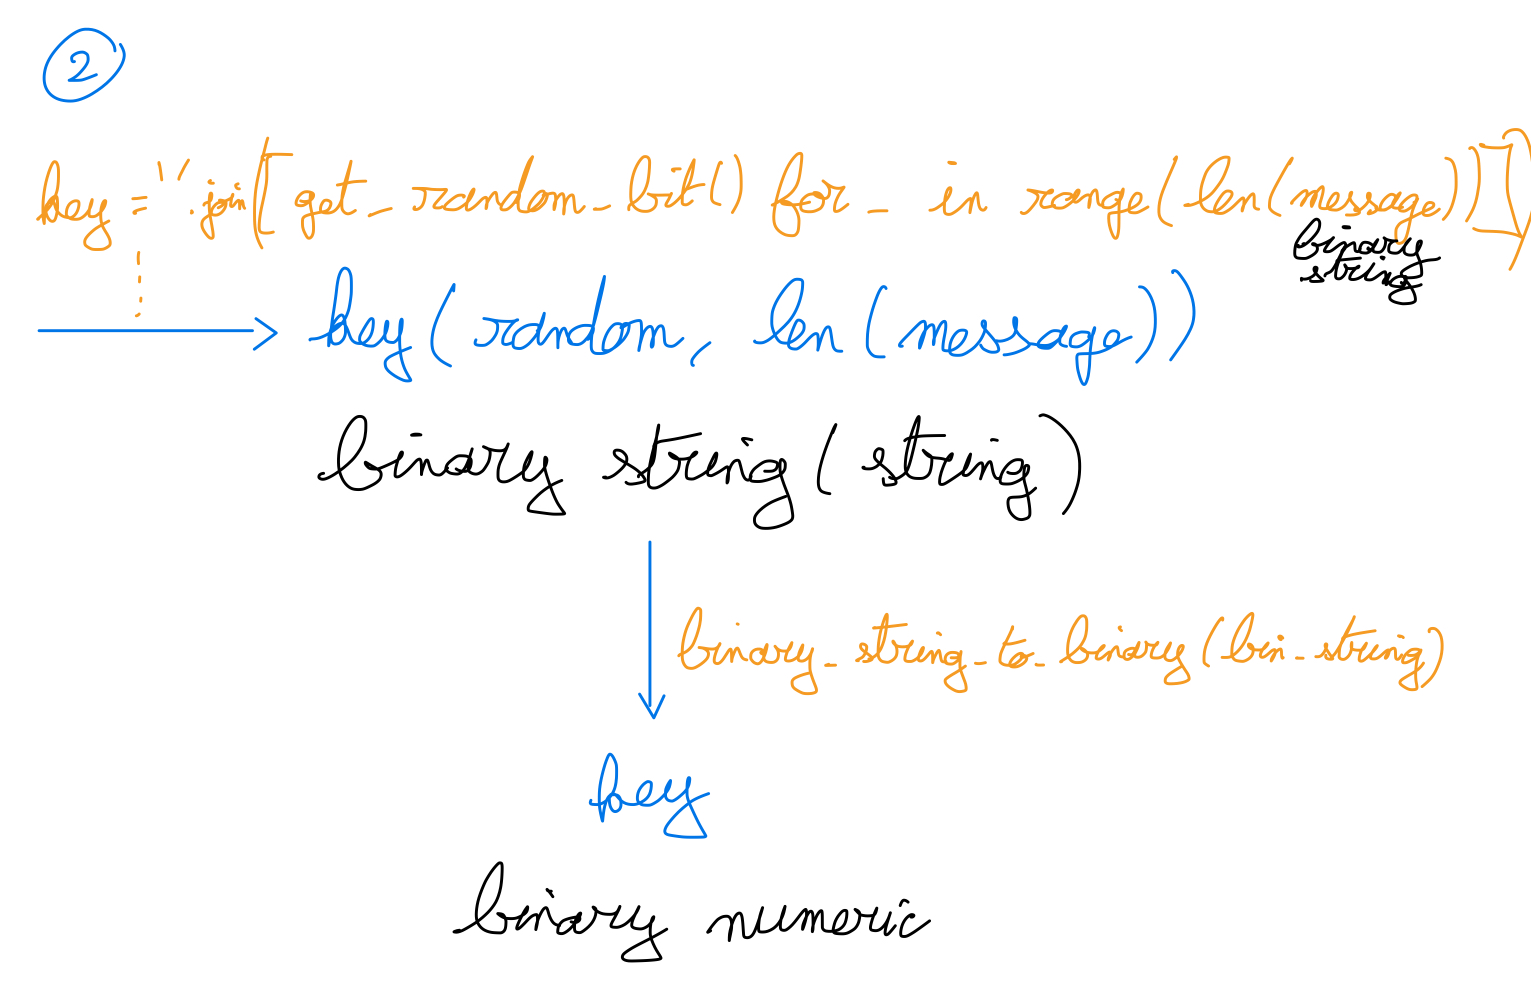 2
key = ''.join([get_random_bit() for _ in range(len(message))])
binary
string
key(random, len(message))
binary string(string)
binary_string_to_binary(bin_string)
key
binary numeric